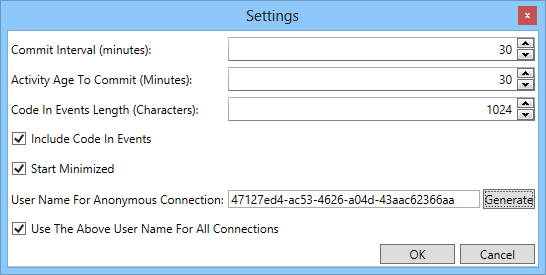 Settings
x
Commit Interval (minutes): 30
Activity Age To Commit (Minutes): 30
Code In Events Length (Characters): 1024
Include Code In Events
Start Minimized
User Name For Anonymous Connection: 47127ed4-ac53-4626-a04d-43aac62366aa Generate
Use The Above User Name For All Connections
OK Cancel